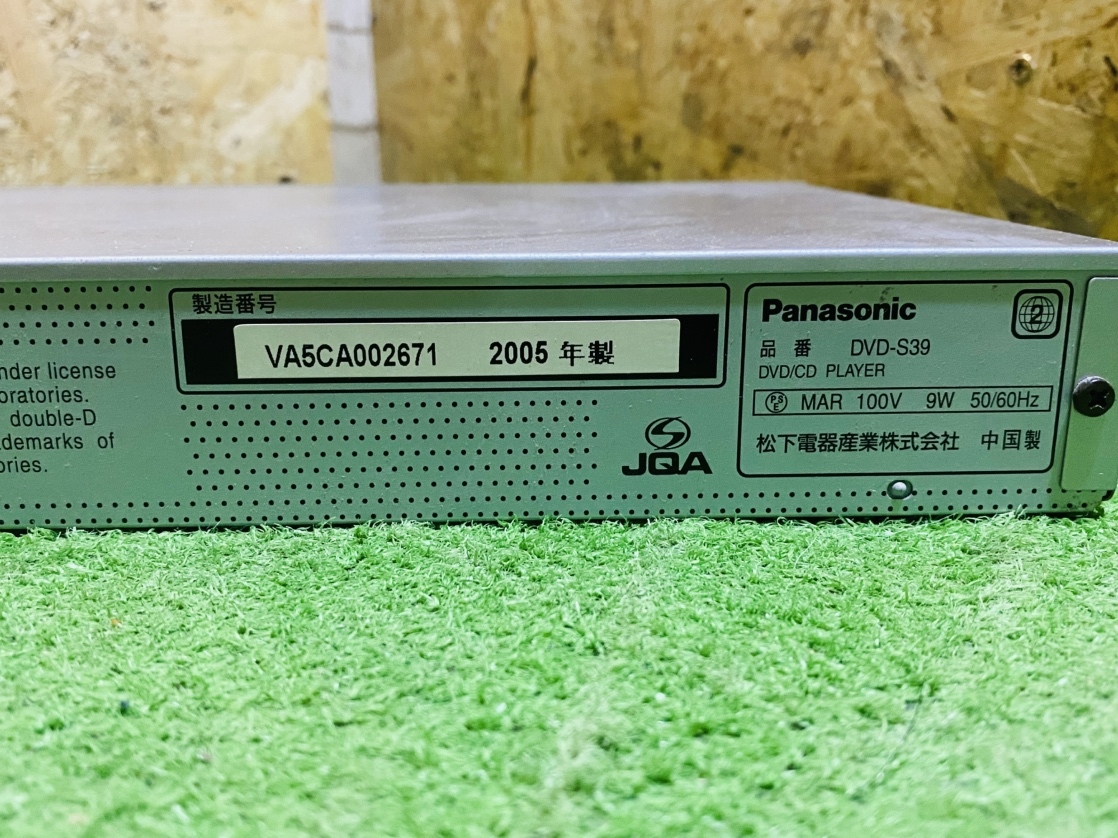 nder license
oratories.
double-D
demarks of
ories.
製造番号
VA5CA002671 2005 年製
JQA
Panasonic
2
品番 DVD-S39
DVD/CD PLAYER
PSE MAR 100V 9W 50/60Hz
松下電器産業株式会社 中国製